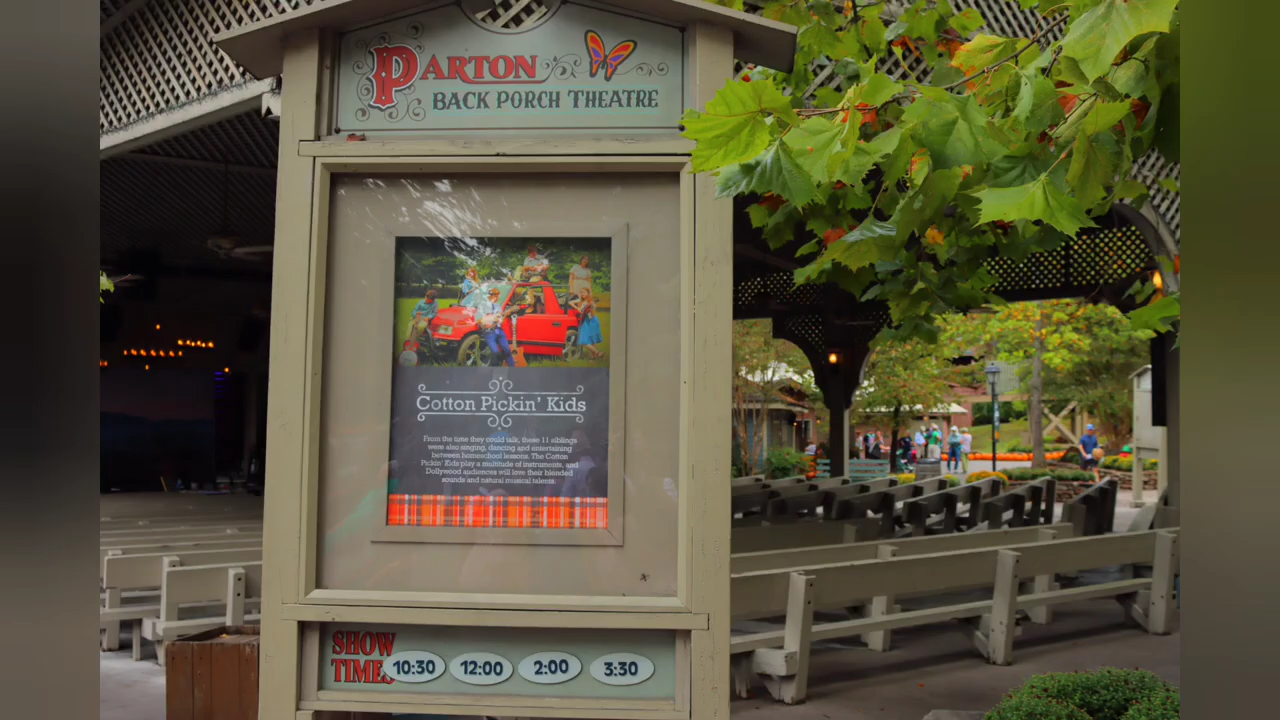 PARTON
BACK PORCH THEATRE
Cotton Pickin' Kids
From the time they could talk, these 11 siblings
were also singing, dancing and entertaining
between homeschool lessons. The Cotton
Pickin' Kids play a multitude of instruments, and
Dollywood audiences will love their blended
sounds and natural musical talents.
SHOW
TIMES
10:30 12:00 2:00 3:30